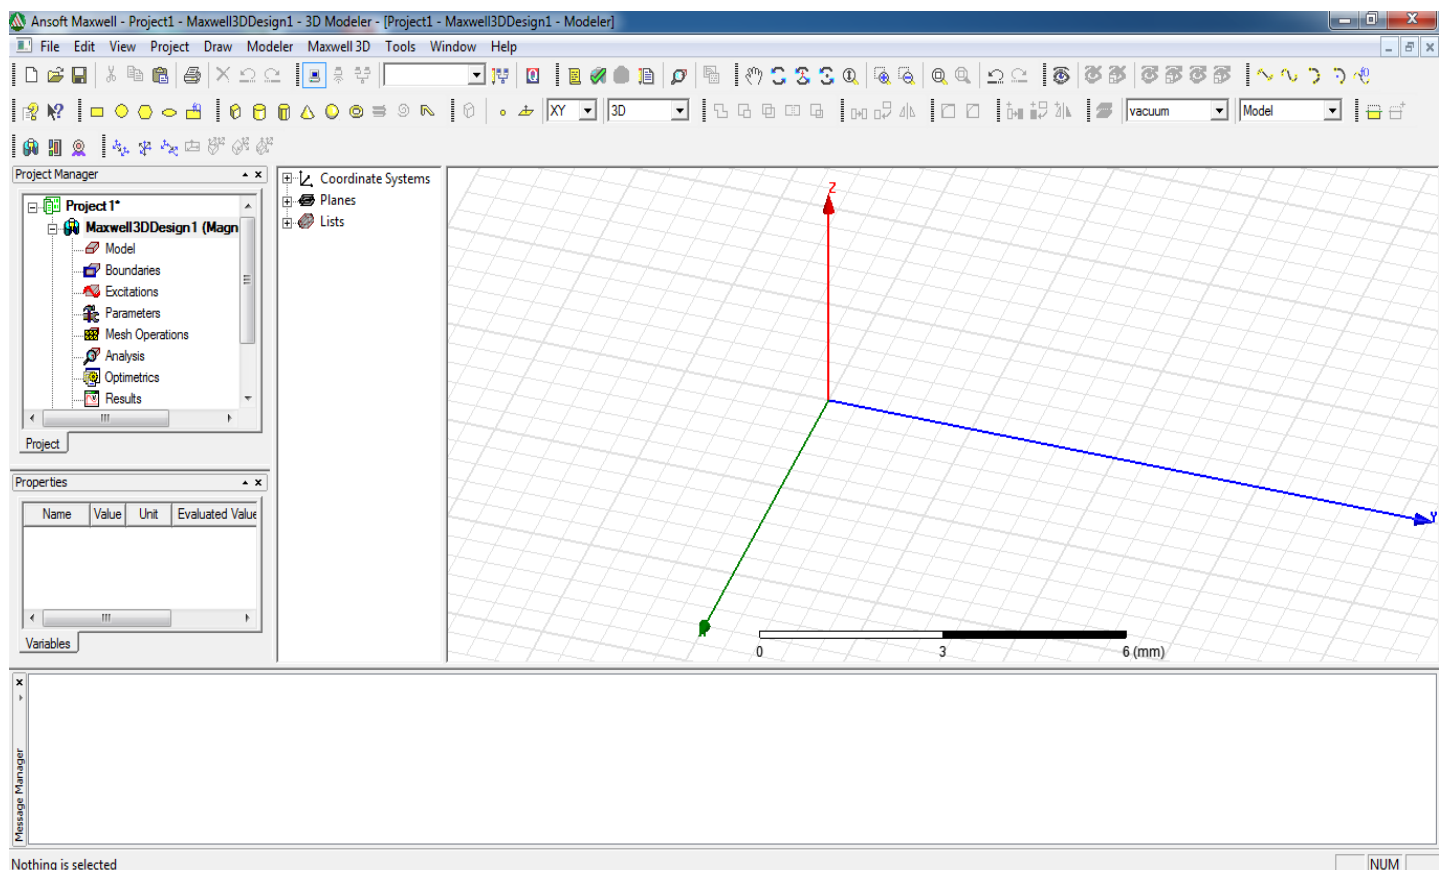 Ansoft Maxwell - Project1 - Maxwell3DDesign1 - 3D Modeler - [Project1 - Maxwell3DDesign1 - Modeler]
File Edit View Project Draw Modeler Maxwell 3D Tools Window Help
XY 3D vacuum Model
Project Manager
Project1*
Maxwell3DDesign1 (Magn
Model
Boundaries
Excitations
Parameters
Mesh Operations
Analysis
Optimetrics
Results
Project
Properties
Name Value Unit Evaluated Value
Variables
Coordinate Systems
Planes
Lists
Z
Y
0 3 6 (mm)
Message Manager
Nothing is selected
NUM